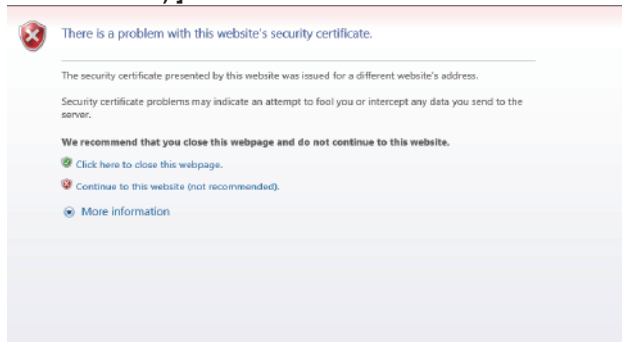 There is a problem with this website's security certificate.
The security certificate presented by this website was issued for a different website's address.
Security certificate problems may indicate an attempt to fool you or intercept any data you send to the
server.
We recommend that you close this webpage and do not continue to this website.
Click here to close this webpage.
Continue to this website (not recommended).
More information